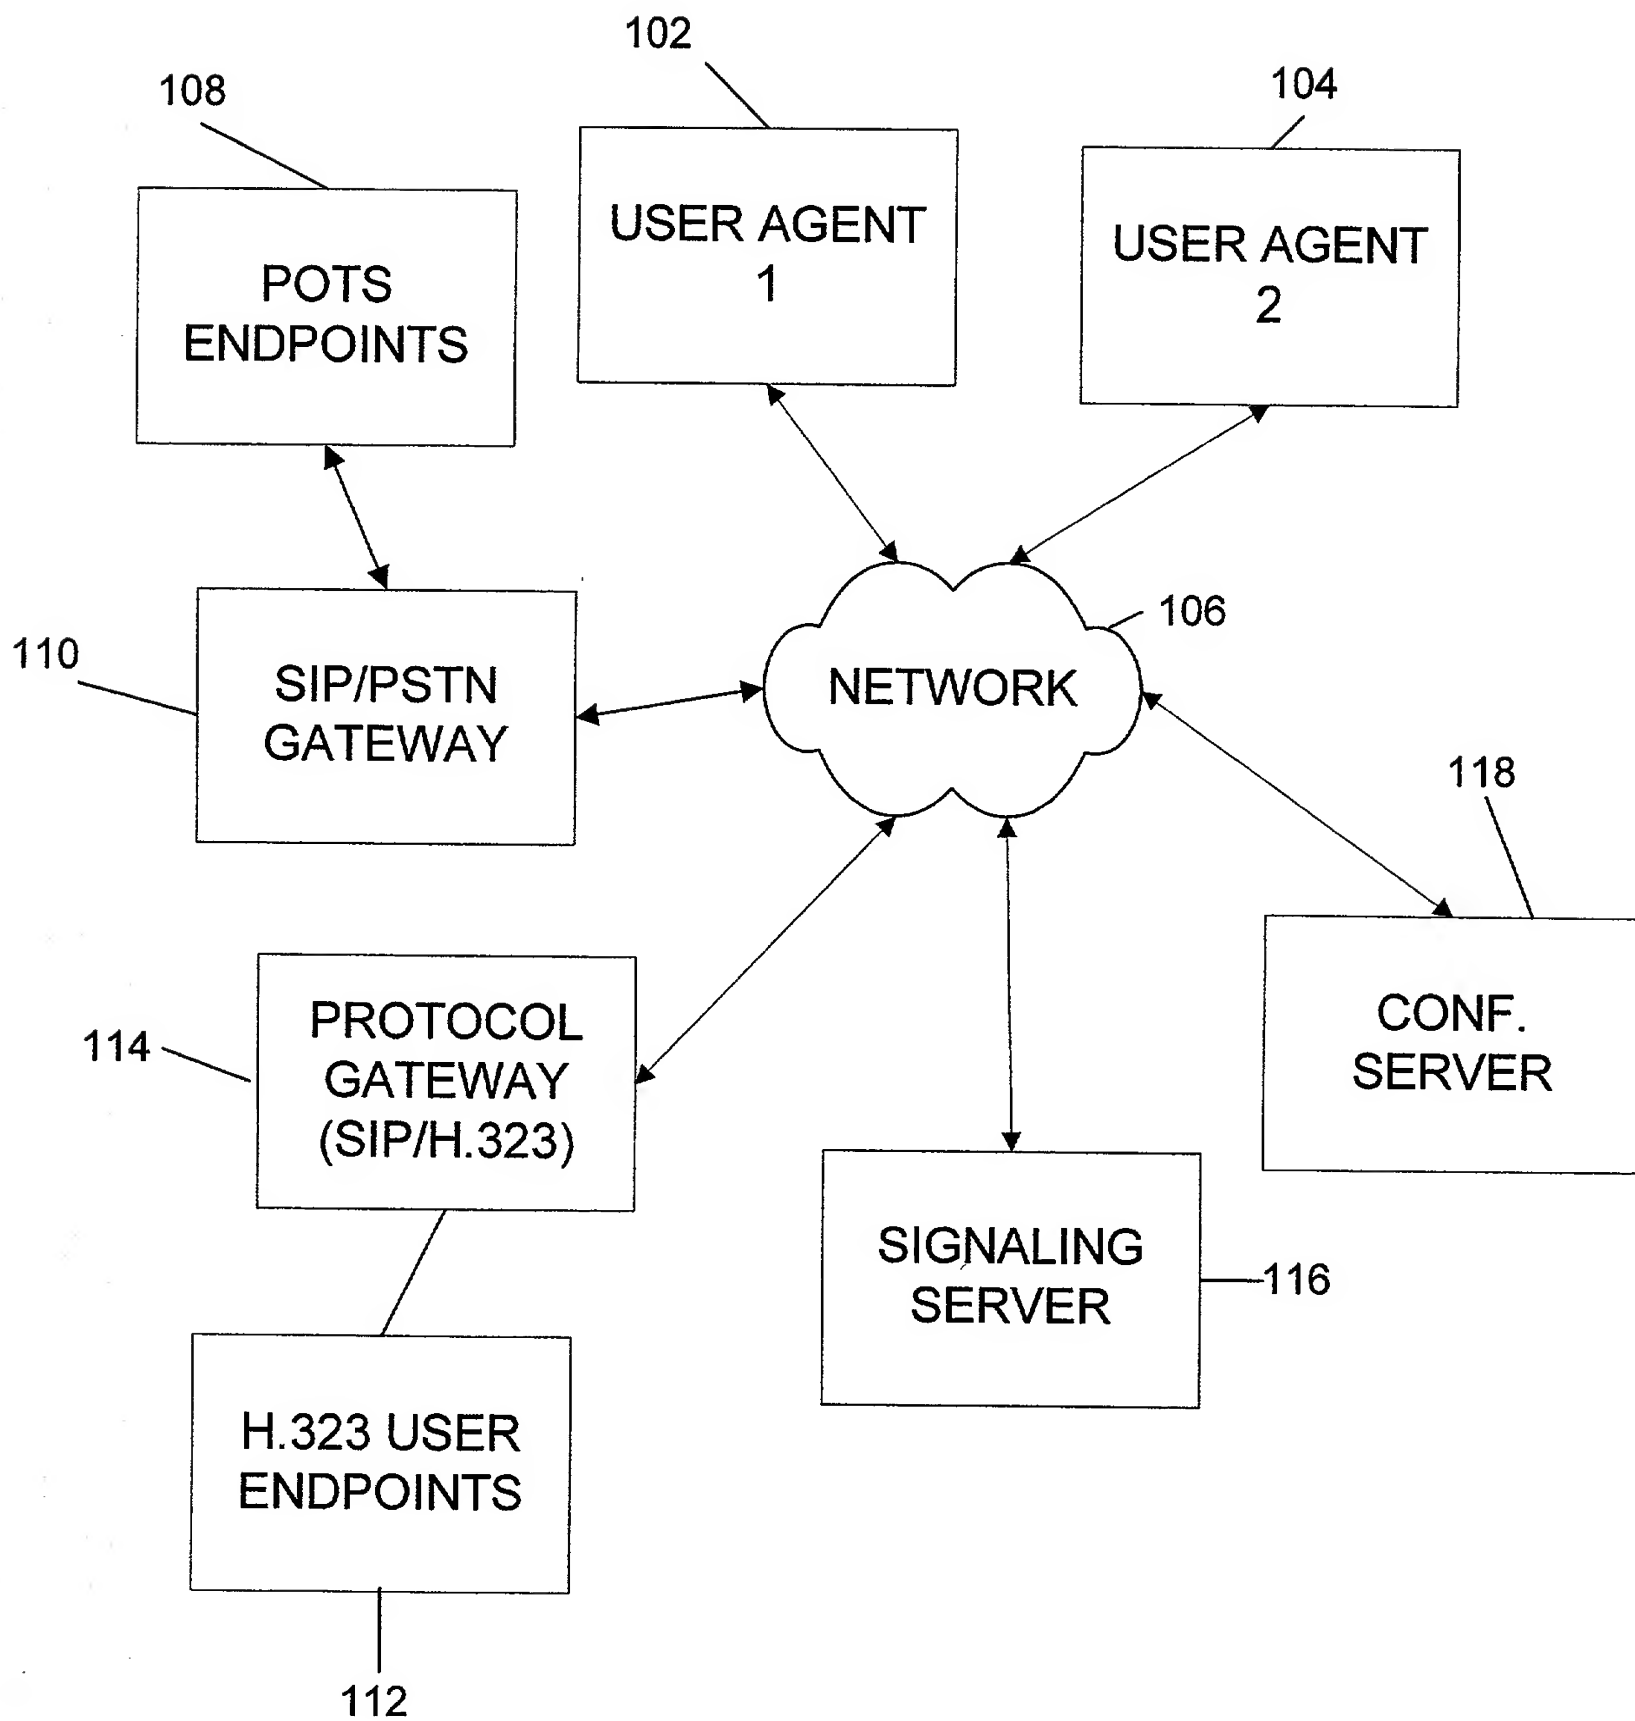 102
104
108
USER AGENT
1
USER AGENT
2
POTS
ENDPOINTS
106
110
SIP/PSTN
GATEWAY
NETWORK
118
114
PROTOCOL
GATEWAY
(SIP/H.323)
CONF.
SERVER
SIGNALING
SERVER
116
H.323 USER
ENDPOINTS
112